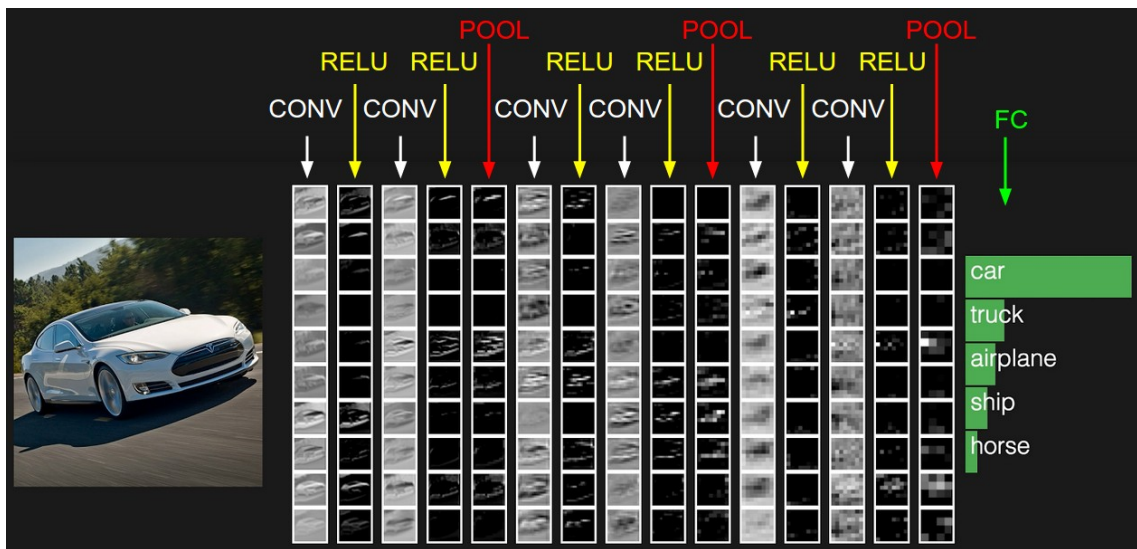 POOL POOL POOL
RELU RELU RELU RELU RELU RELU
CONV CONV CONV CONV CONV CONV
FC
car
truck
airplane
ship
horse